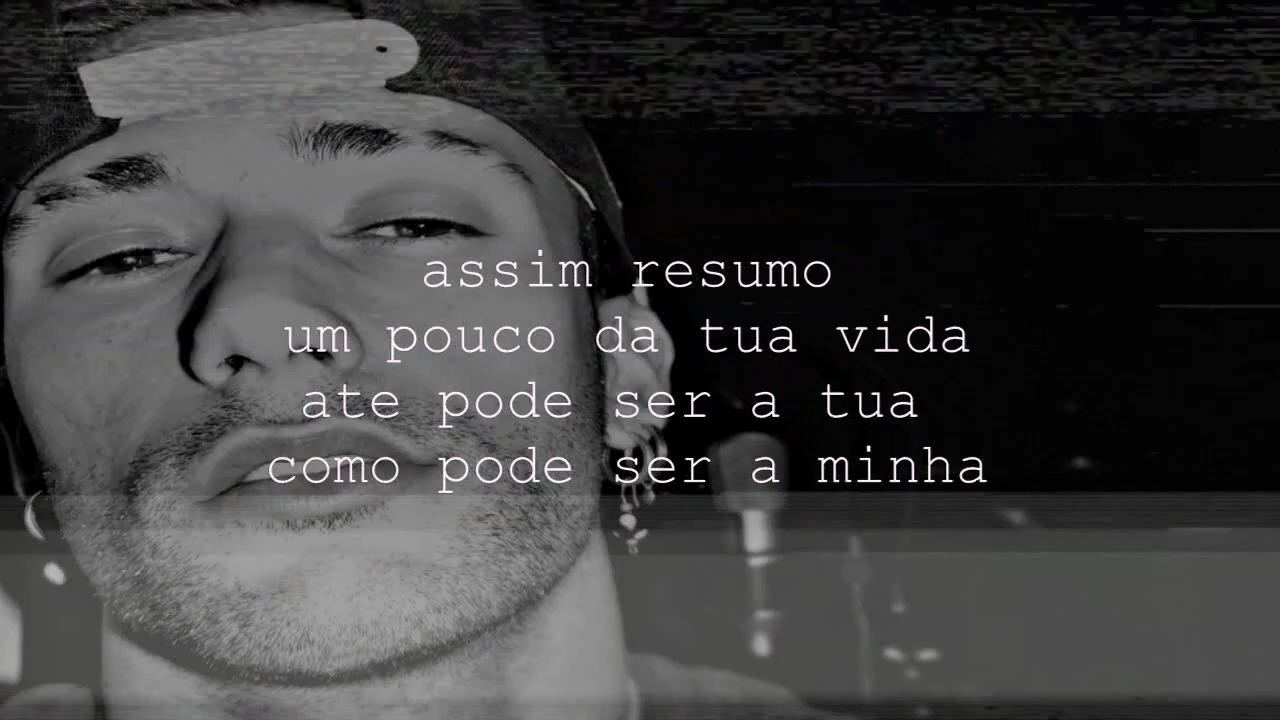 assim resumo
um pouco da tua vida
ate pode ser a tua
como pode ser a minha